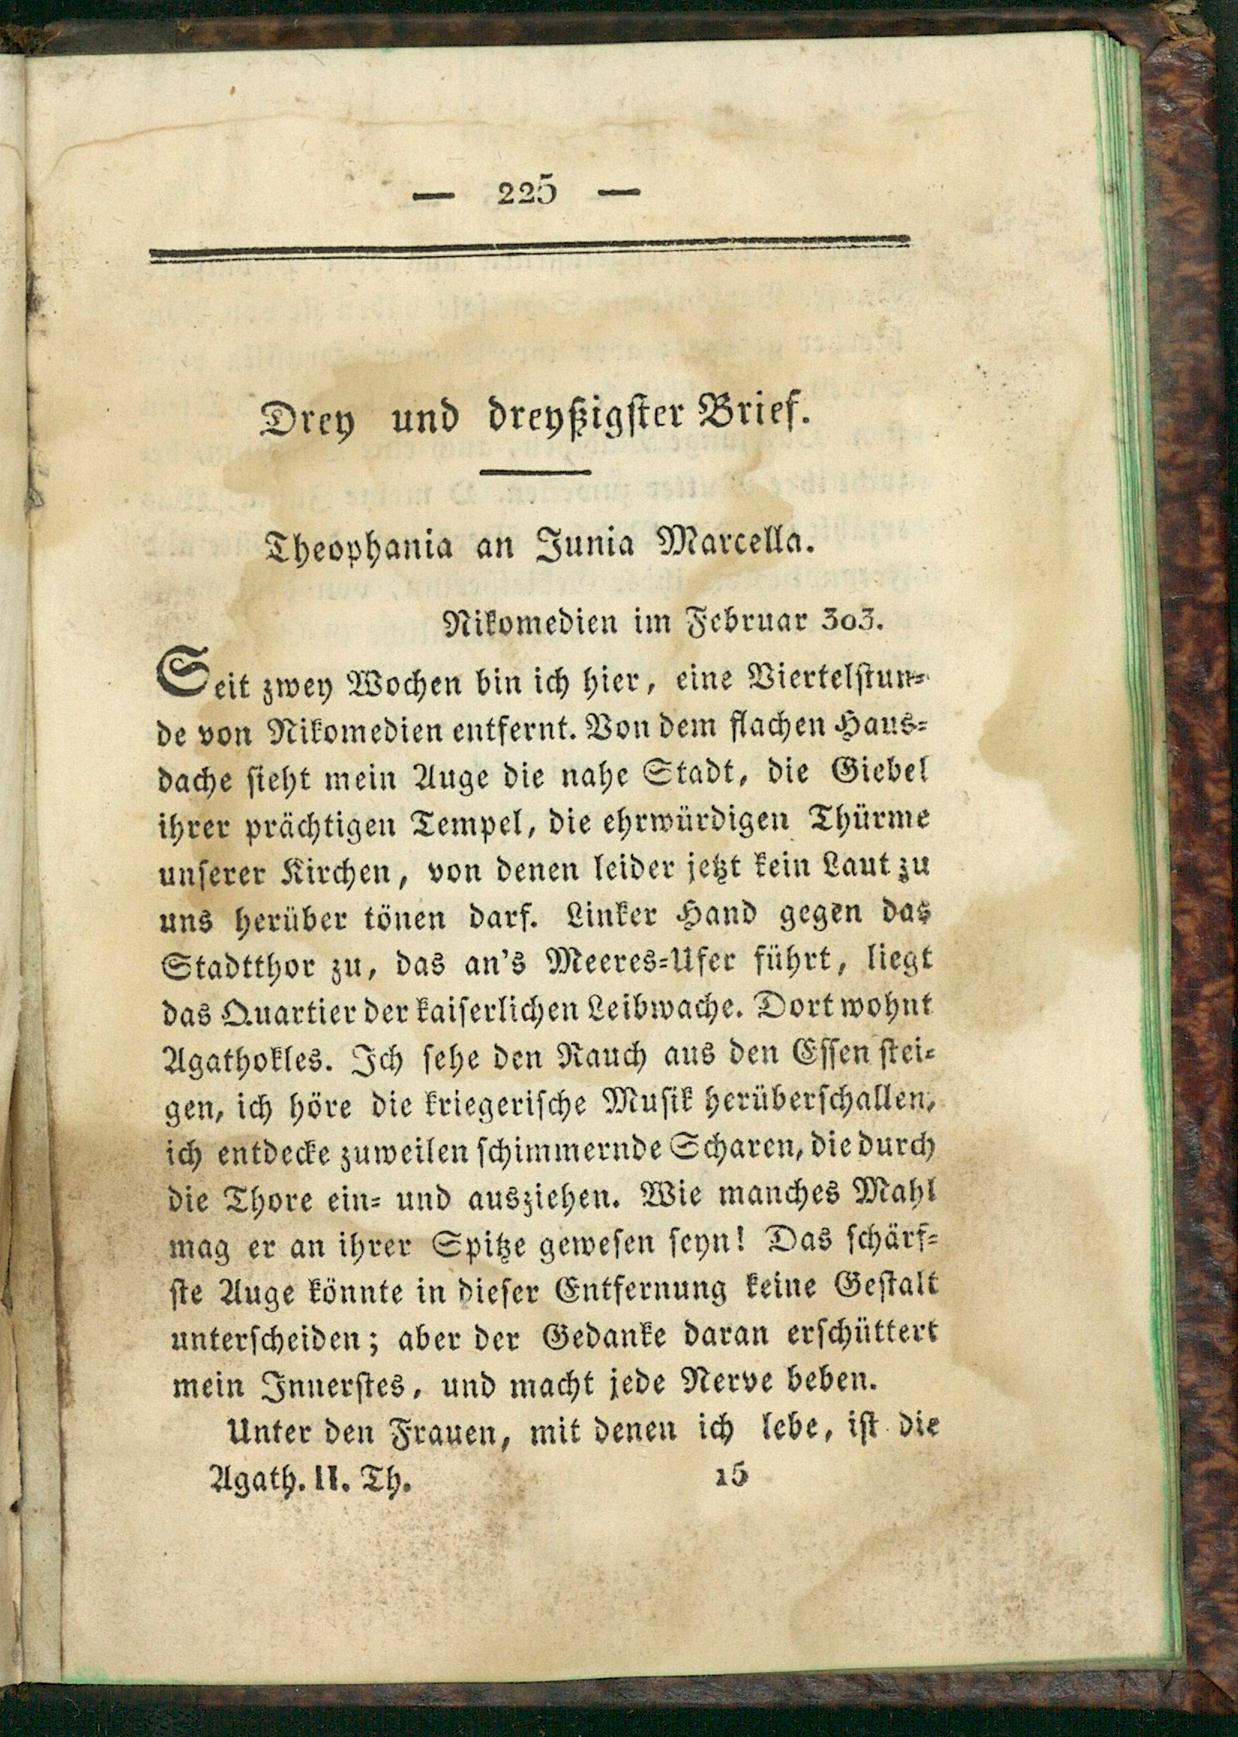 — 225 —
Drey und dreyßigster Brief.
Theophania an Junia Marcella.
Nikomedien im Februar 303.
Seit zwey Wochen bin ich hier, eine Viertelstun-
de von Nikomedien entfernt. Von dem flachen Haus-
dache sieht mein Auge die nahe Stadt, die Giebel
ihrer prächtigen Tempel, die ehrwürdigen Thürme
unserer Kirchen, von denen leider jetzt kein Laut zu
uns herüber tönen darf. Linker Hand gegen das
Stadtthor zu, das an's Meeres-Ufer führt, liegt
das Quartier der kaiserlichen Leibwache. Dort wohnt
Agathokles. Ich sehe den Rauch aus den Essen stei-
gen, ich höre die kriegerische Musik herüberschallen,
ich entdecke zuweilen schimmernde Scharen, die durch
die Thore ein- und ausziehen. Wie manches Mahl
mag er an ihrer Spitze gewesen seyn! Das schärf-
ste Auge könnte in dieser Entfernung keine Gestalt
unterscheiden; aber der Gedanke daran erschüttert
mein Innerstes, und macht jede Nerve beben.
Unter den Frauen, mit denen ich lebe, ist die
Agath. II. Th. 15